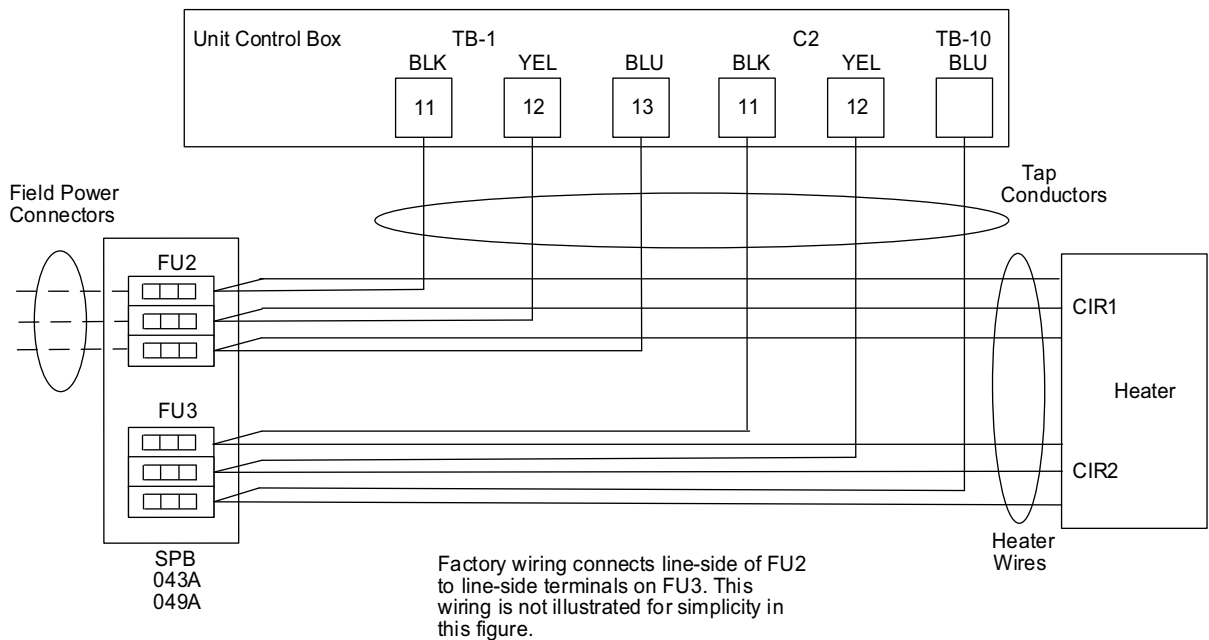 Unit Control Box
TB-1
C2
TB-10
BLK
YEL
BLU
BLK
YEL
BLU
11
12
13
11
12
Tap
Conductors
Field Power
Connectors
FU2
CIR1
Heater
FU3
CIR2
Heater
Wires
SPB
043A
049A
Factory wiring connects line-side of FU2
to line-side terminals on FU3. This
wiring is not illustrated for simplicity in
this figure.